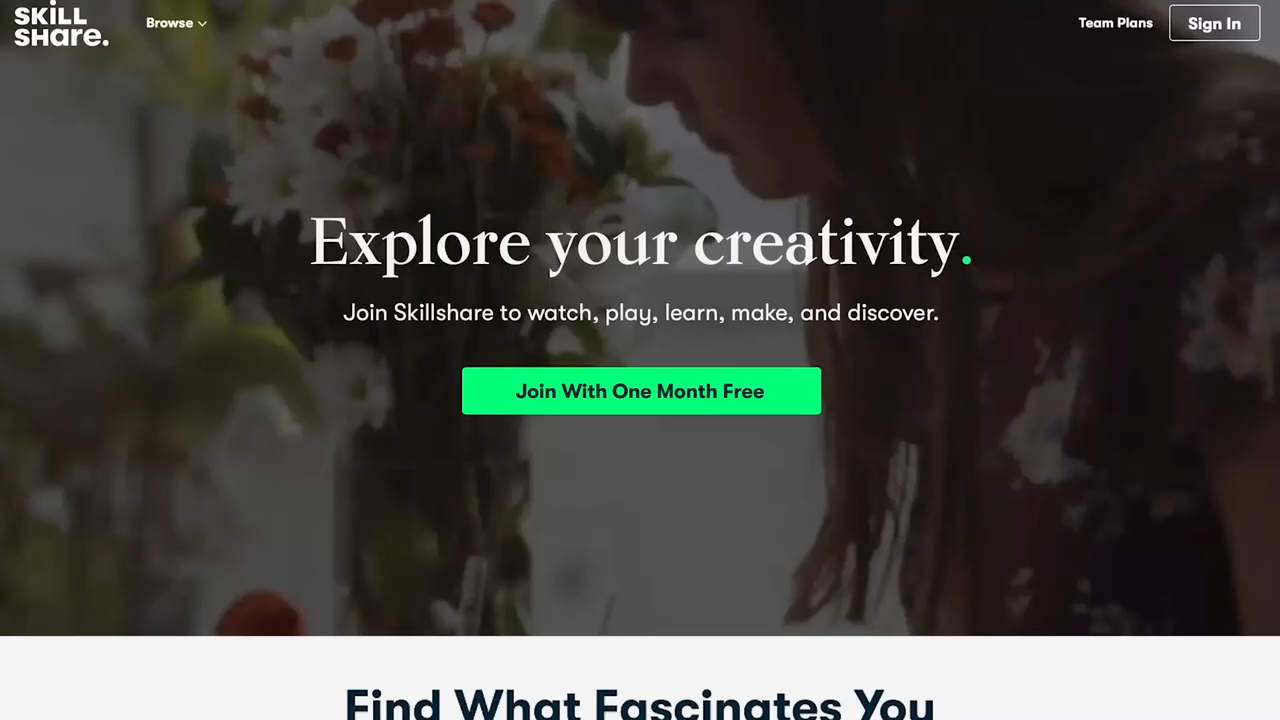 SKiLL
SHare.
Browse
Team Plans
Sign In
Explore your creativity.
Join Skillshare to watch, play, learn, make, and discover.
Join With One Month Free
Find What Fascinates You